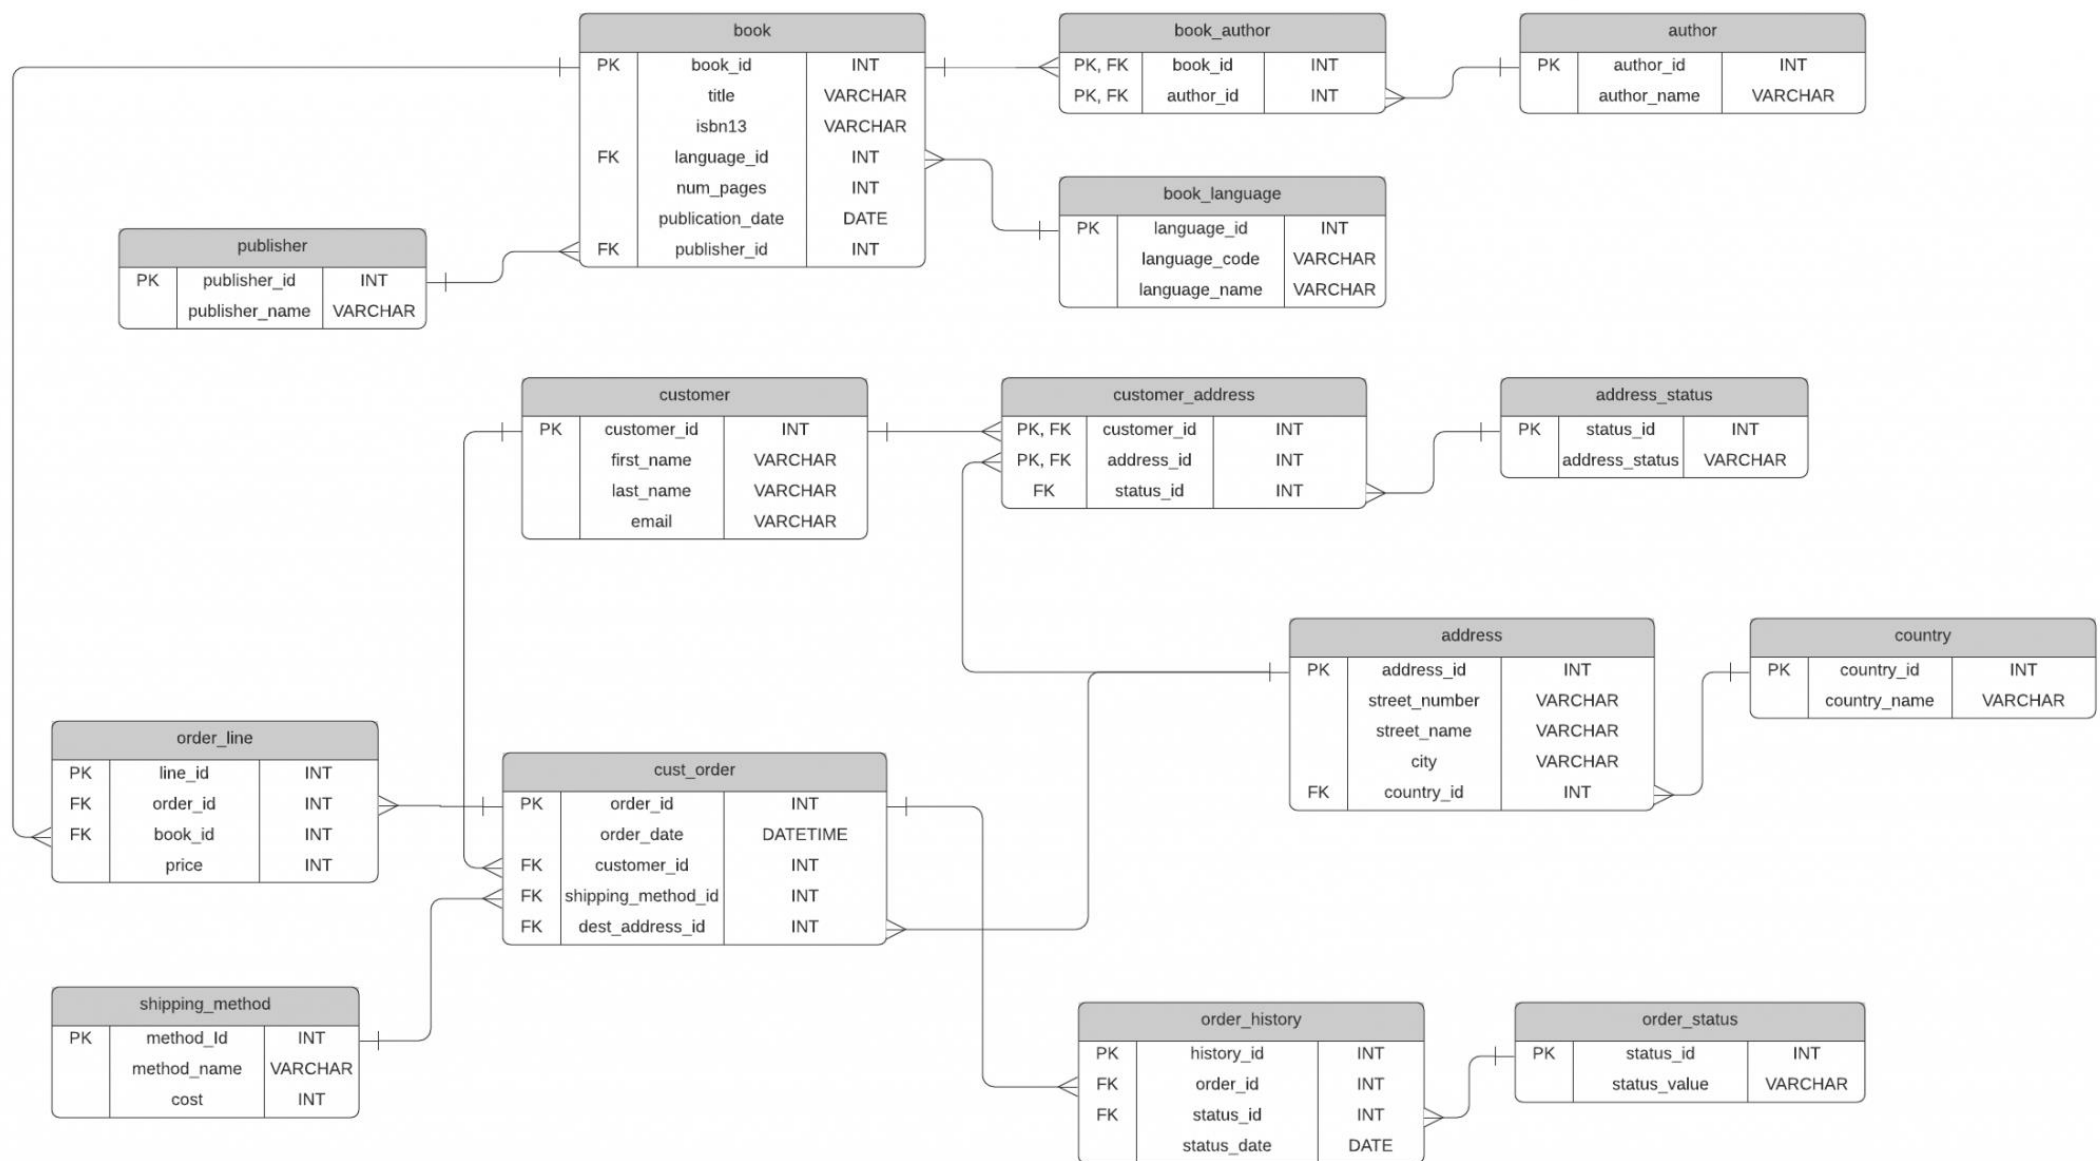 book
PK book_id INT
title VARCHAR
isbn13 VARCHAR
FK language_id INT
num_pages INT
publication_date DATE
FK publisher_id INT
book_author
PK, FK book_id INT
PK, FK author_id INT
author
PK author_id INT
author_name VARCHAR
book_language
PK language_id INT
language_code VARCHAR
language_name VARCHAR
publisher
PK publisher_id INT
publisher_name VARCHAR
customer
PK customer_id INT
first_name VARCHAR
last_name VARCHAR
email VARCHAR
customer_address
PK, FK customer_id INT
PK, FK address_id INT
FK status_id INT
address_status
PK status_id INT
address_status VARCHAR
address
PK address_id INT
street_number VARCHAR
street_name VARCHAR
city VARCHAR
FK country_id INT
country
PK country_id INT
country_name VARCHAR
order_line
PK line_id INT
FK order_id INT
FK book_id INT
price INT
cust_order
PK order_id INT
order_date DATETIME
FK customer_id INT
FK shipping_method_id INT
FK dest_address_id INT
shipping_method
PK method_Id INT
method_name VARCHAR
cost INT
order_history
PK history_id INT
FK order_id INT
FK status_id INT
status_date DATE
order_status
PK status_id INT
status_value VARCHAR